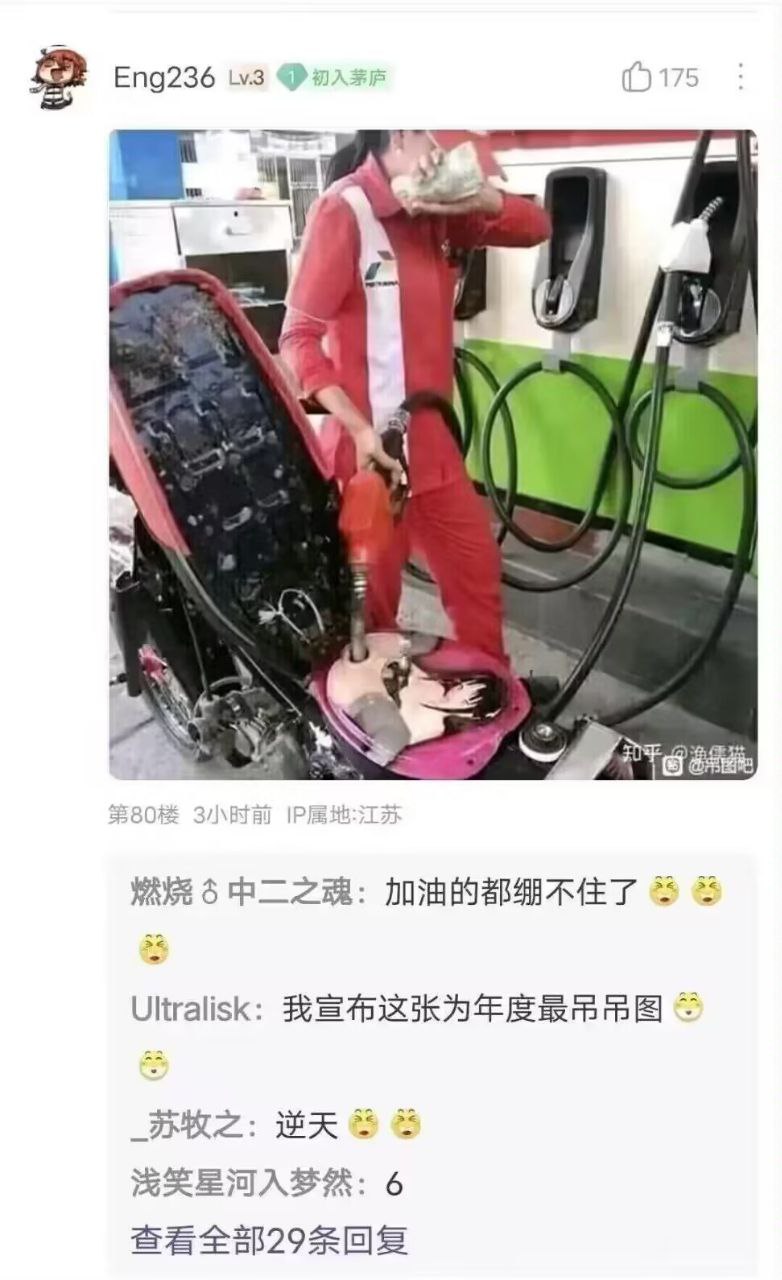 Eng236 Lv.3 1 初入茅庐 175
PERTAMINA
知乎 @渔儒猫
贴 @吊图吧
第80楼 3小时前 IP属地:江苏
燃烧♂中二之魂：加油的都绷不住了
Ultralisk：我宣布这张为年度最吊吊图
_苏牧之：逆天
浅笑星河入梦然：6
查看全部29条回复